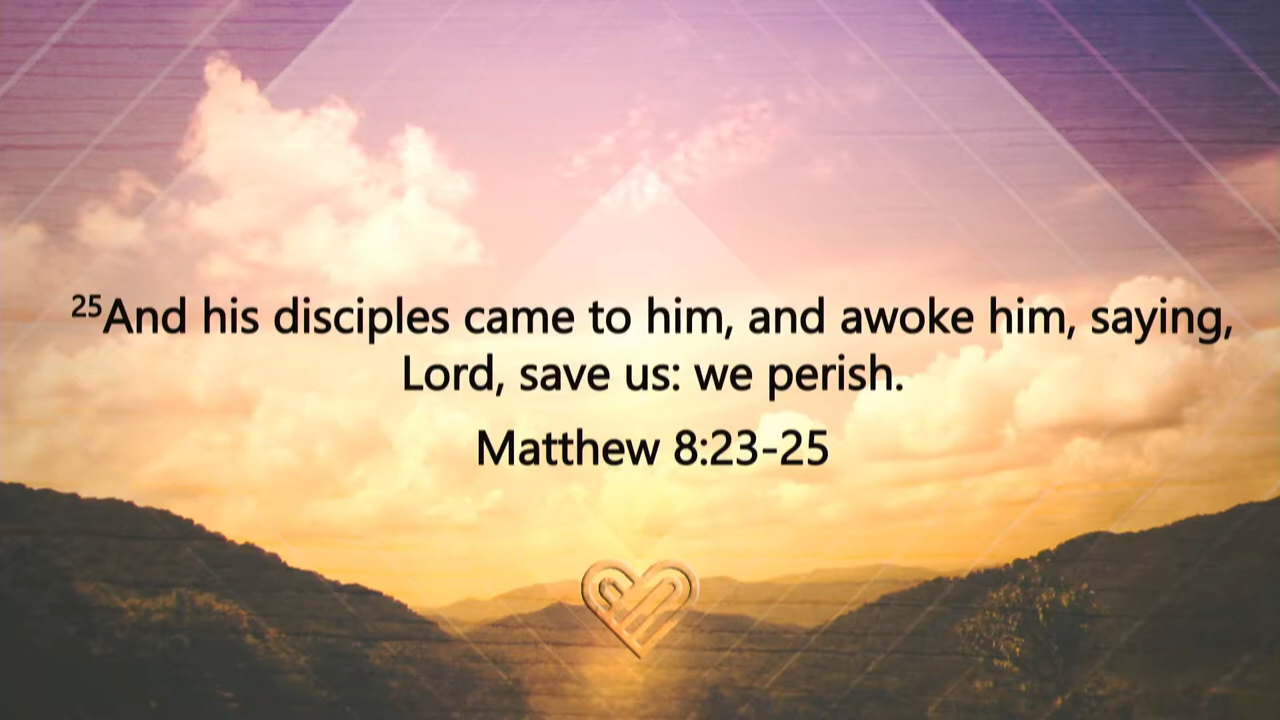 25And his disciples came to him, and awoke him, saying,
Lord, save us: we perish.
Matthew 8:23-25